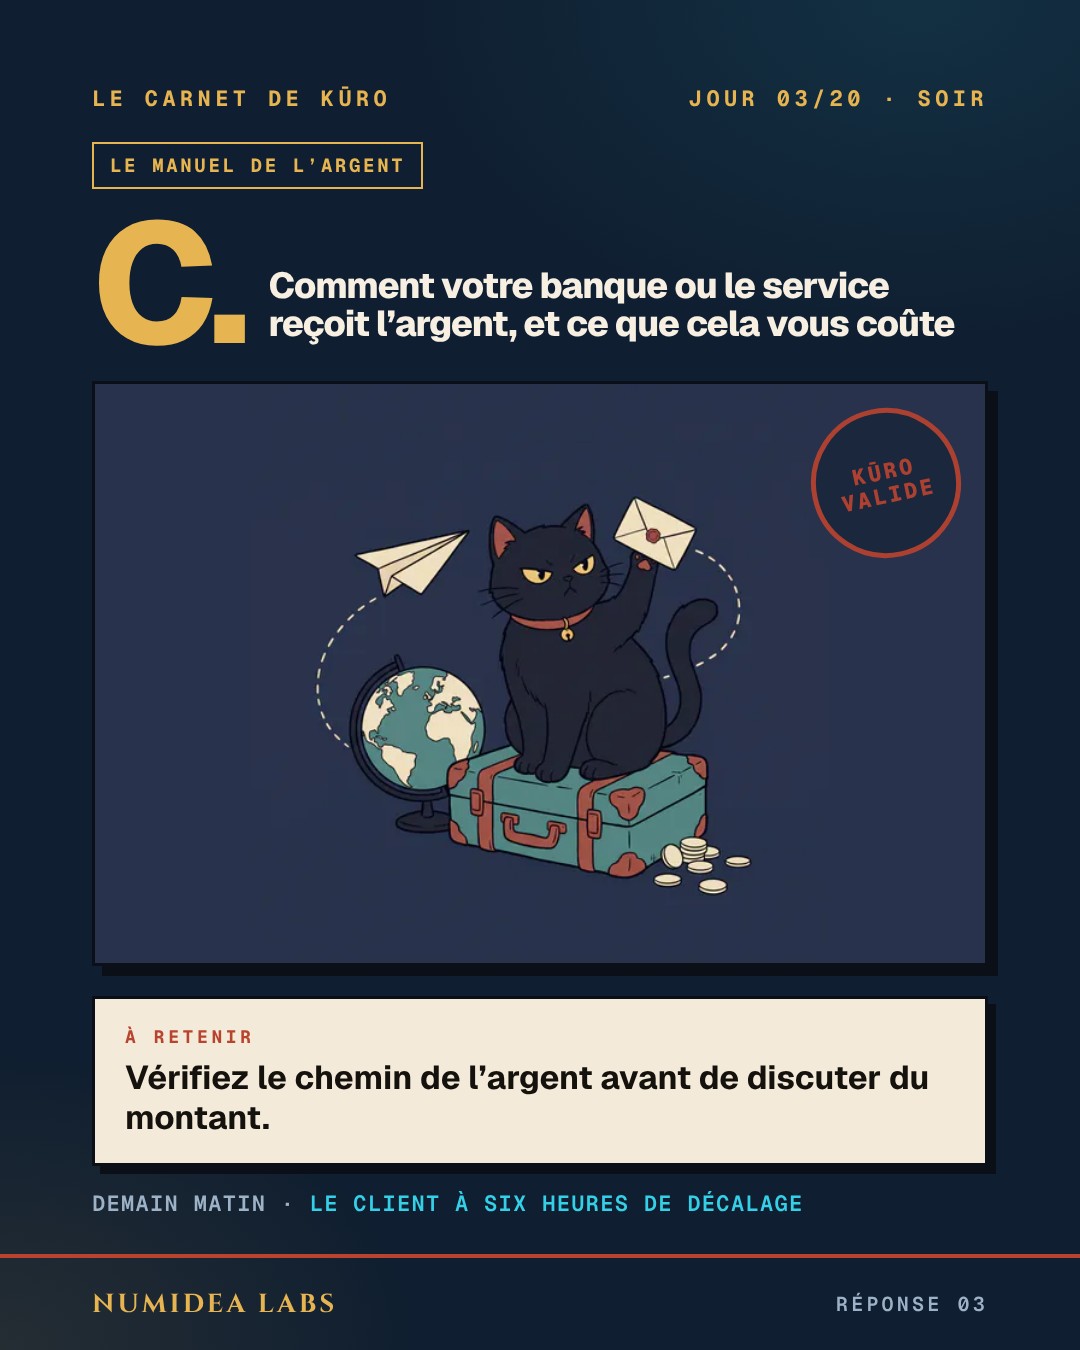 LE CARNET DE KŪRO
JOUR 03/20 · SOIR
LE MANUEL DE L’ARGENT
C.
Comment votre banque ou le service
reçoit l’argent, et ce que cela vous coûte
KŪRO
VALIDE
À RETENIR
Vérifiez le chemin de l’argent avant de discuter du
montant.
DEMAIN MATIN · LE CLIENT À SIX HEURES DE DÉCALAGE
NUMIDEA LABS
RÉPONSE 03